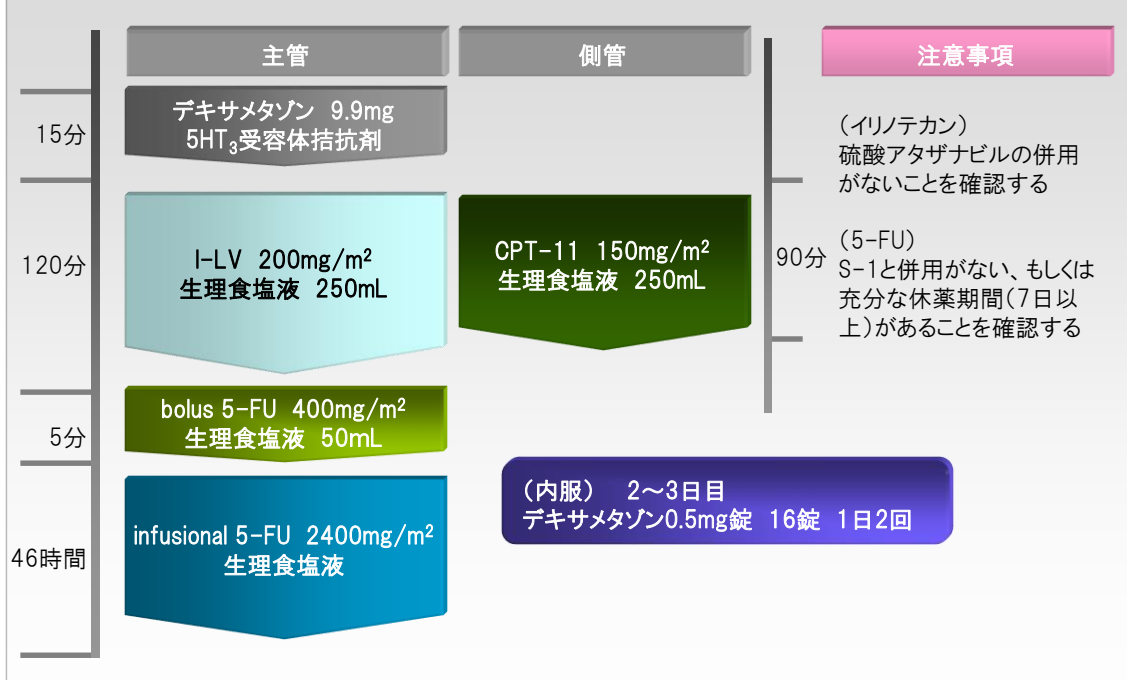 主管
側管
注意事項
15分
デキサメタゾン 9.9mg
5HT₃受容体拮抗剤
120分
l-LV 200mg/m²
生理食塩液 250mL
CPT-11 150mg/m²
生理食塩液 250mL
90分
(イリノテカン)
硫酸アタザナビルの併用
がないことを確認する
(5-FU)
S-1と併用がない、もしくは
充分な休薬期間(7日以
上)があることを確認する
5分
bolus 5-FU 400mg/m²
生理食塩液 50mL
46時間
infusional 5-FU 2400mg/m²
生理食塩液
(内服) 2~3日目
デキサメタゾン0.5mg錠 16錠 1日2回